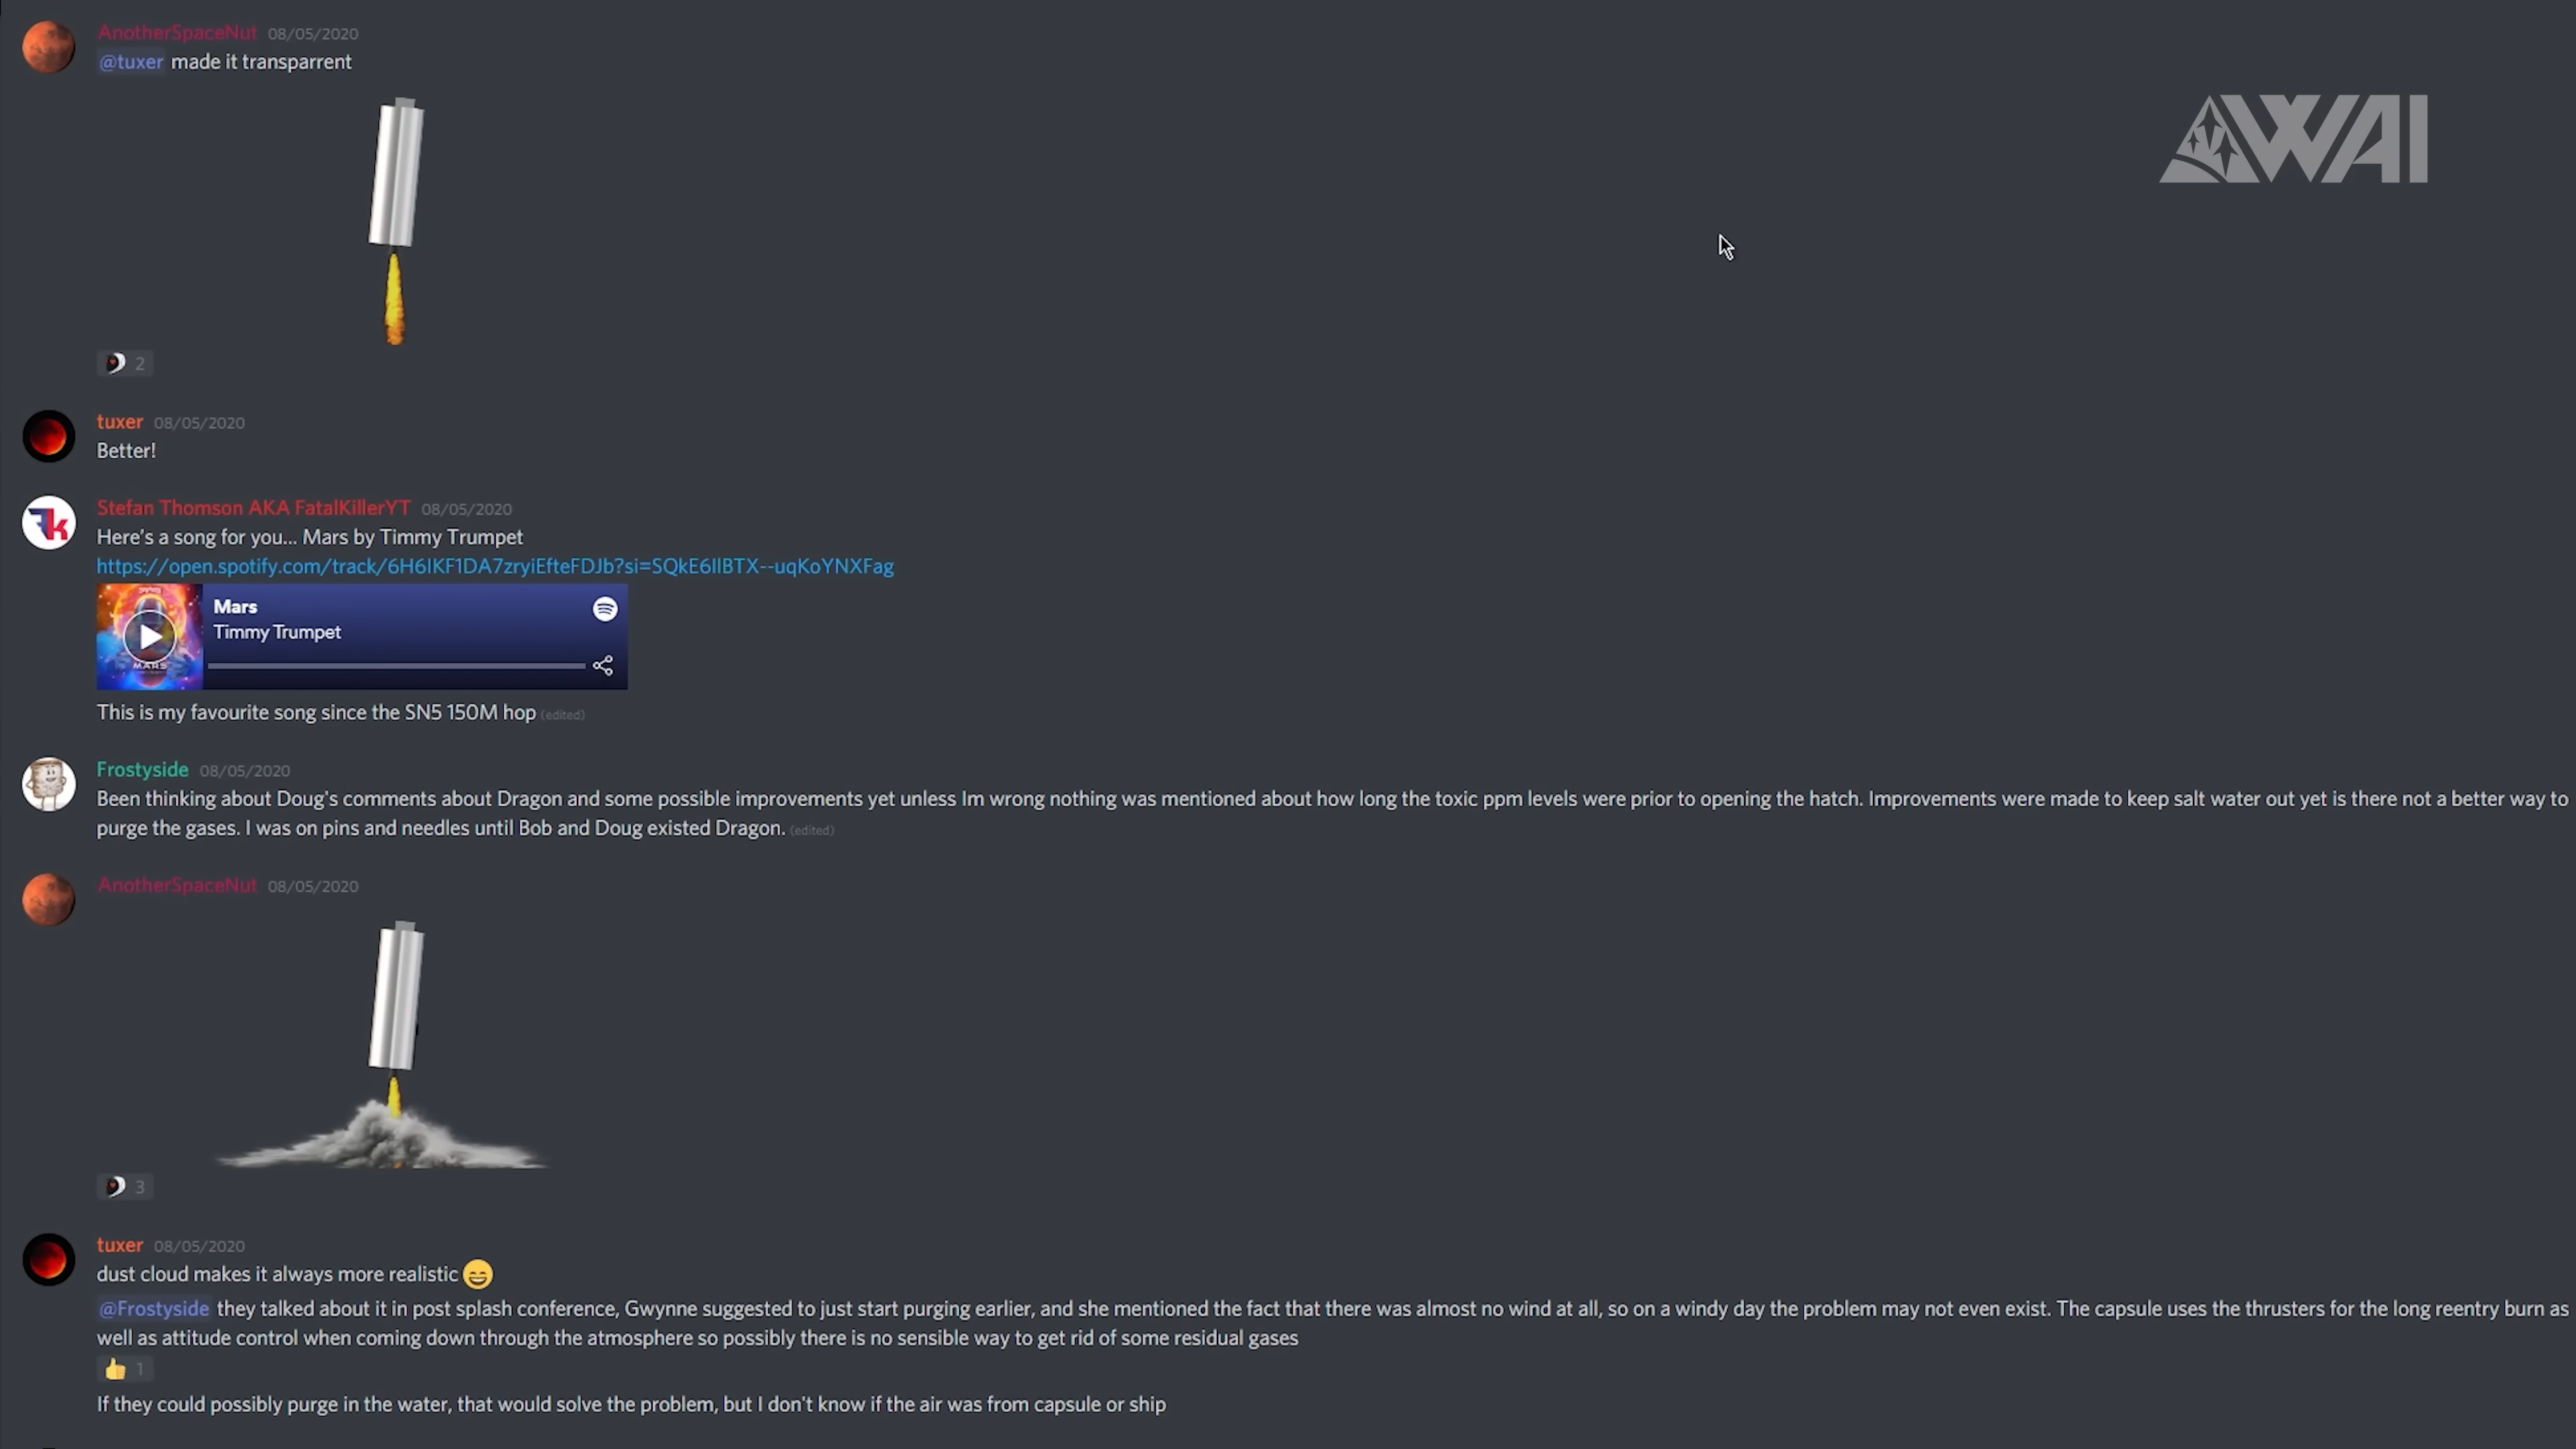 AnotherSpaceNut 08/05/2020
@tuxer made it transparrent
AWAI
2
tuxer 08/05/2020
Better!
Stefan Thomson AKA FatalKillerYT 08/05/2020
Here's a song for you... Mars by Timmy Trumpet
https://open.spotify.com/track/6H6IKF1DA7zryiEfteFDJb?si=SQkE6IlBTX--uqKoYNXFag
Mars
Timmy Trumpet
MARS
This is my favourite song since the SN5 150M hop (edited)
Frostyside 08/05/2020
Been thinking about Doug's comments about Dragon and some possible improvements yet unless Im wrong nothing was mentioned about how long the toxic ppm levels were prior to opening the hatch. Improvements were made to keep salt water out yet is there not a better way to
purge the gases. I was on pins and needles until Bob and Doug existed Dragon. (edited)
AnotherSpaceNut 08/05/2020
3
tuxer 08/05/2020
dust cloud makes it always more realistic 😄
@Frostyside they talked about it in post splash conference, Gwynne suggested to just start purging earlier, and she mentioned the fact that there was almost no wind at all, so on a windy day the problem may not even exist. The capsule uses the thrusters for the long reentry burn as
well as attitude control when coming down through the atmosphere so possibly there is no sensible way to get rid of some residual gases
👍 1
If they could possibly purge in the water, that would solve the problem, but I don't know if the air was from capsule or ship